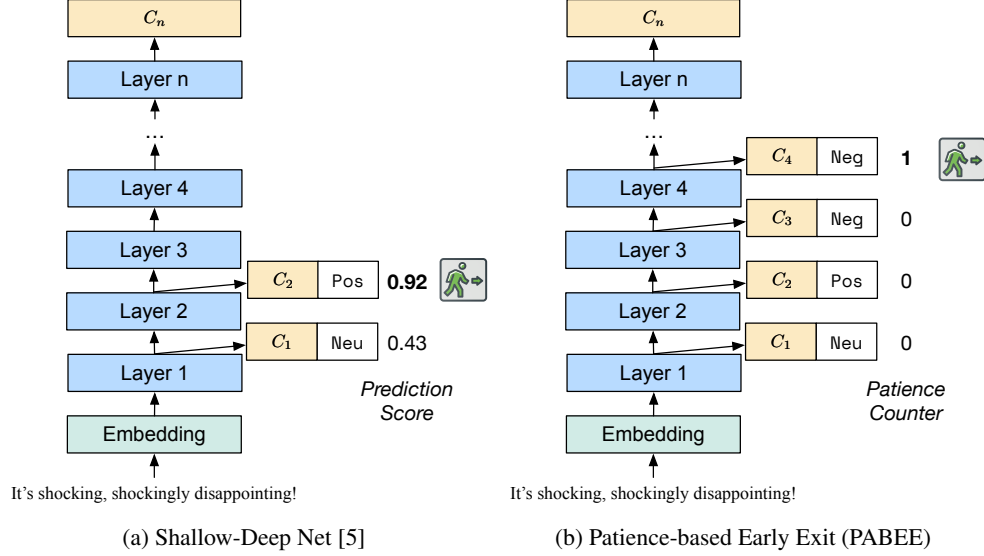 C_n
Layer n
...
Layer 4
Layer 3
C_2 Pos 0.92
Layer 2
C_1 Neu 0.43
Layer 1
Prediction
Score
Embedding
It's shocking, shockingly disappointing!
(a) Shallow-Deep Net [5]
C_n
Layer n
...
C_4 Neg 1
Layer 4
C_3 Neg 0
Layer 3
C_2 Pos 0
Layer 2
C_1 Neu 0
Layer 1
Patience
Counter
Embedding
It's shocking, shockingly disappointing!
(b) Patience-based Early Exit (PABEE)